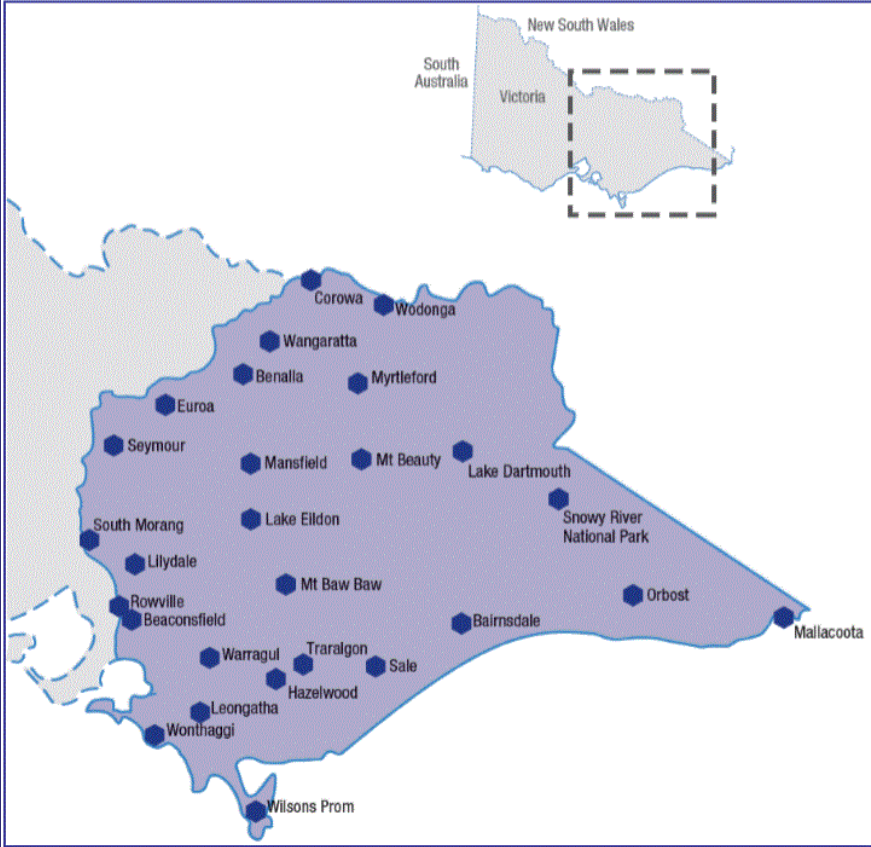 New South Wales
South
Australia
Victoria
Corowa
Wodonga
Wangaratta
Benalla
Myrtleford
Euroa
Seymour
Mansfield
Mt Beauty
Lake Dartmouth
Lake Eildon
Snowy River
National Park
South Morang
Lilydale
Mt Baw Baw
Orbost
Rowville
Beaconsfield
Bairnsdale
Mallacoota
Warragul
Traralgon
Sale
Hazelwood
Leongatha
Wonthaggi
Wilsons Prom